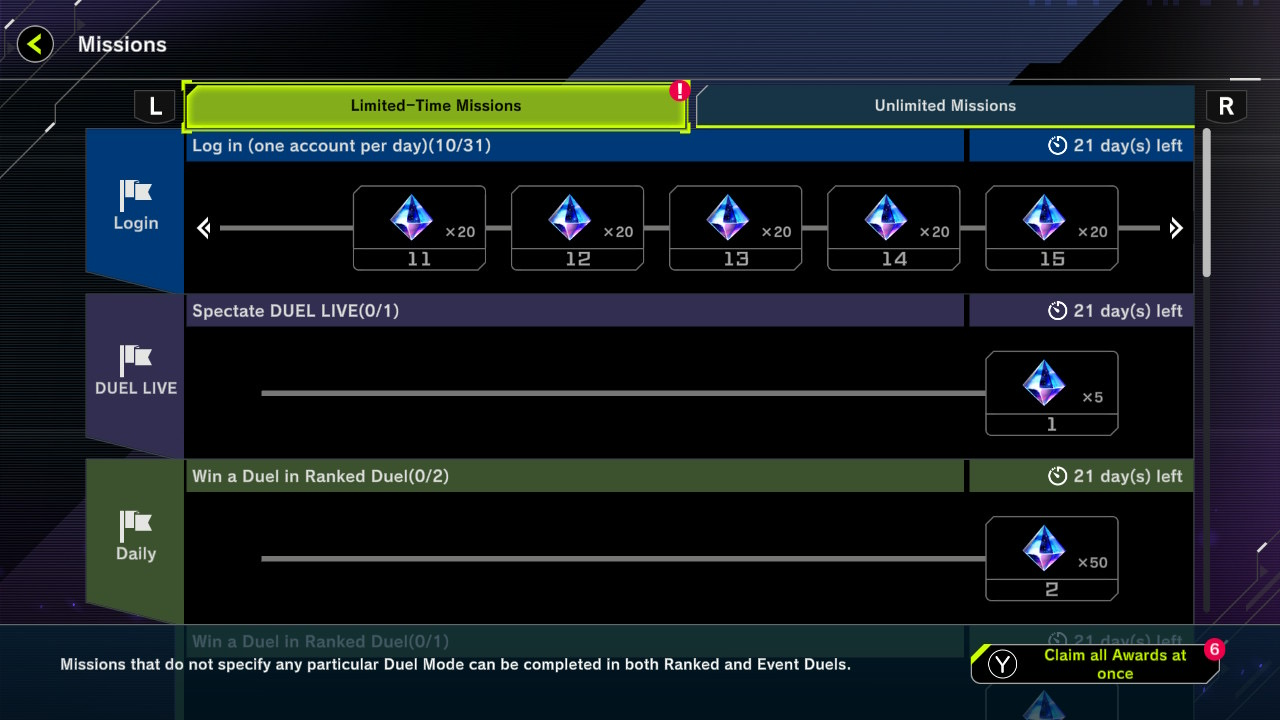 Missions
L
Limited-Time Missions
!
Unlimited Missions
R
Log in (one account per day)(10/31)
21 day(s) left
Login
×20
×20
×20
×20
×20
11
12
13
14
15
Spectate DUEL LIVE(0/1)
21 day(s) left
DUEL LIVE
×5
1
Win a Duel in Ranked Duel(0/2)
21 day(s) left
Daily
×50
2
Win a Duel in Ranked Duel(0/1)
21 day(s) left
Missions that do not specify any particular Duel Mode can be completed in both Ranked and Event Duels.
Y
Claim all Awards at
once
6